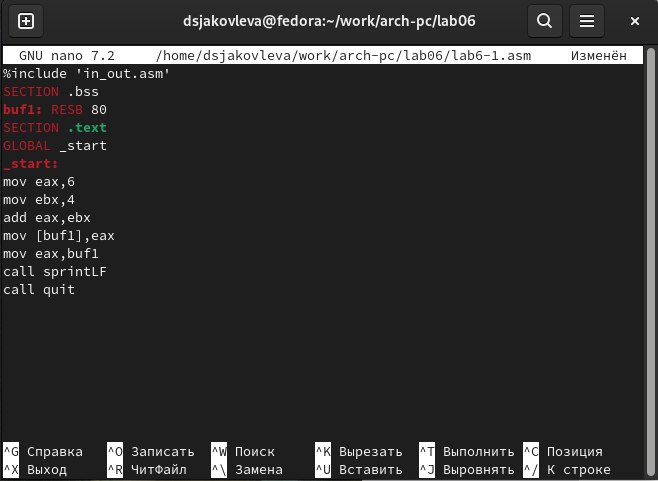 dsjakovleva@fedora:~/work/arch-pc/lab06
GNU nano 7.2 /home/dsjakovleva/work/arch-pc/lab06/lab6-1.asm Изменён
%include 'in_out.asm'
SECTION .bss
buf1: RESB 80
SECTION .text
GLOBAL _start
_start:
mov eax,6
mov ebx,4
add eax,ebx
mov [buf1],eax
mov eax,buf1
call sprintLF
call quit
^G Справка ^O Записать ^W Поиск ^K Вырезать ^T Выполнить ^C Позиция
^X Выход ^R ЧитФайл ^\ Замена ^U Вставить ^J Выровнять ^/ К строке